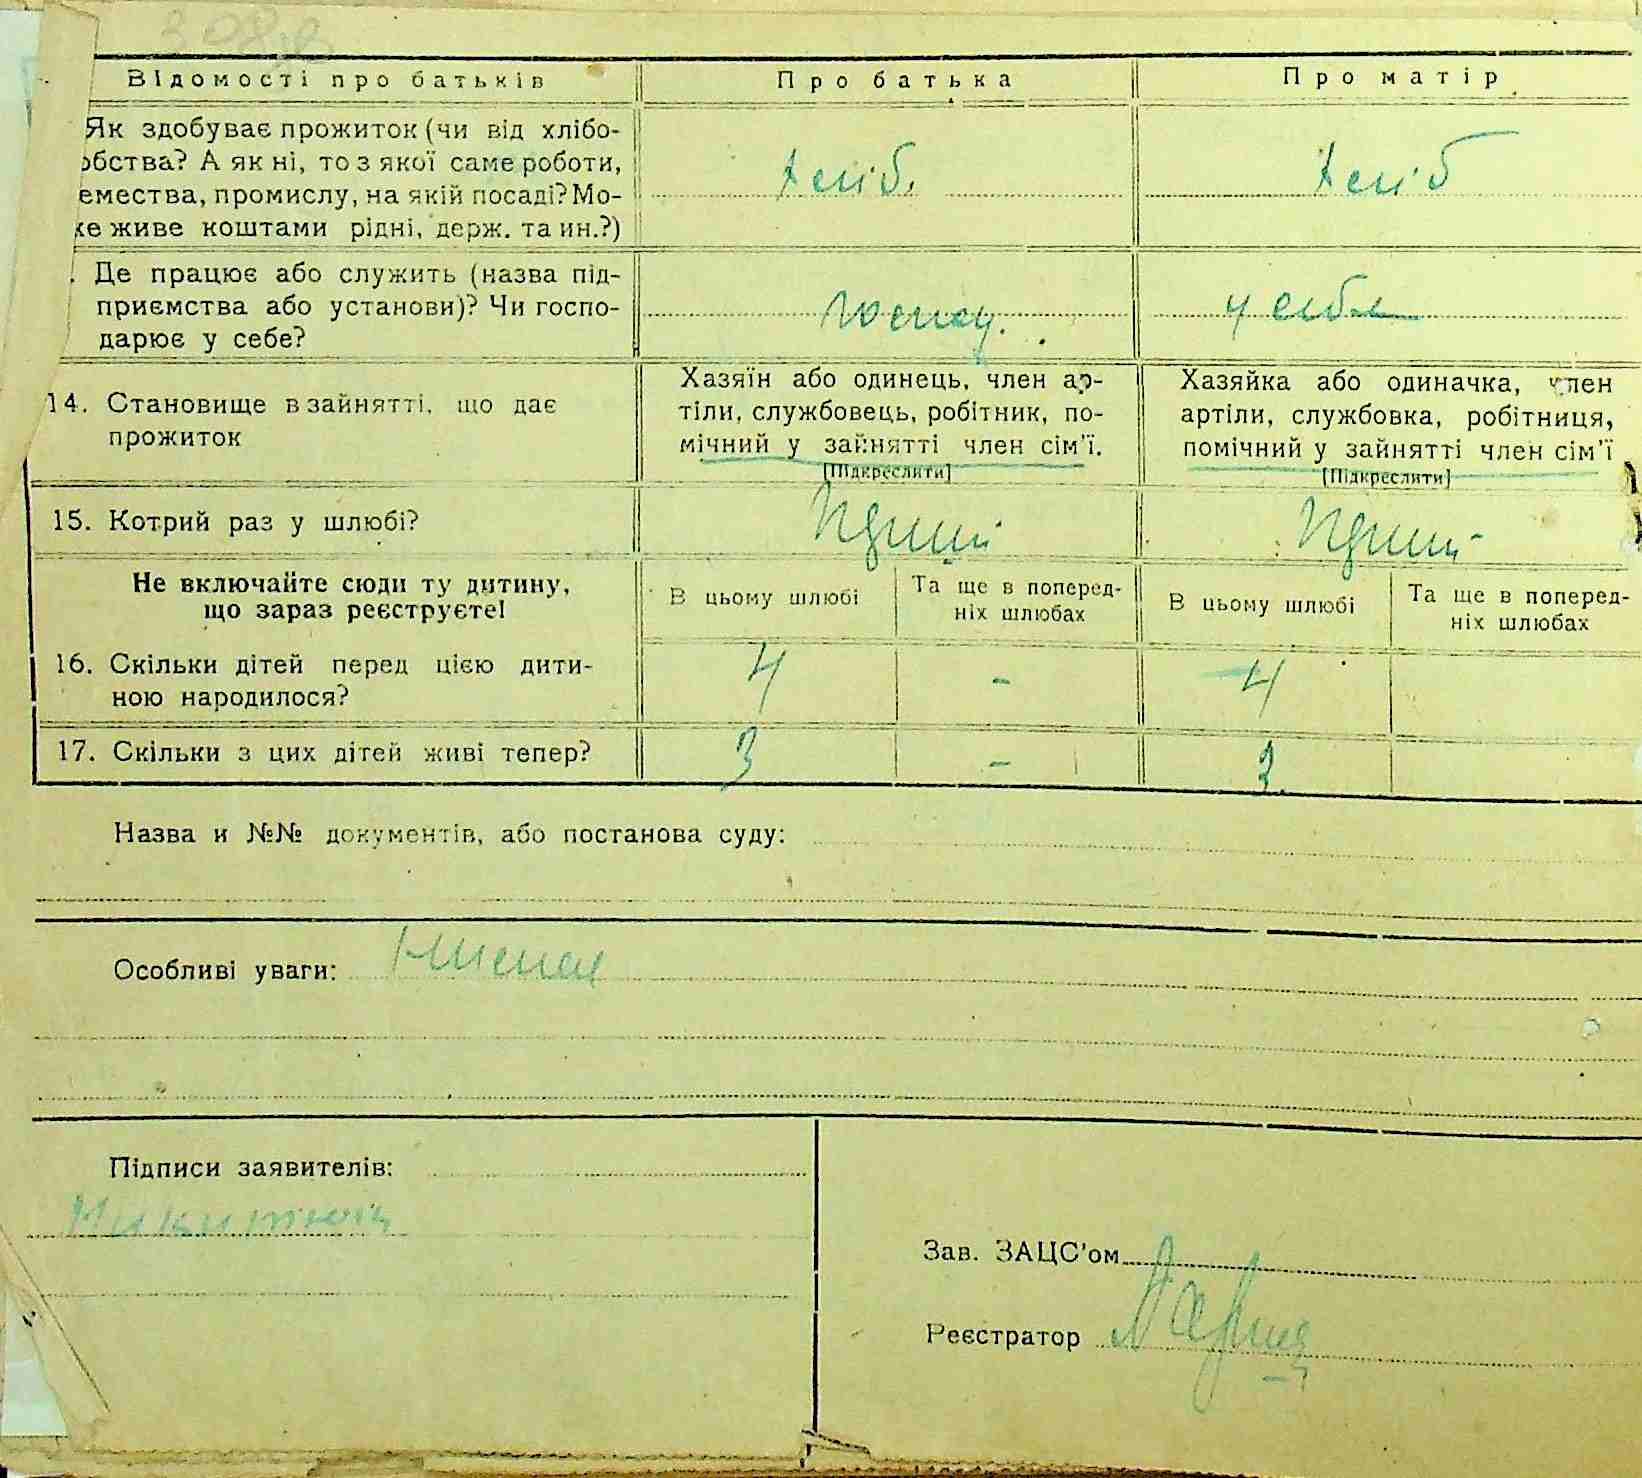 Відомості про батьків
Про батька
Про матір
Як здобуває прожиток (чи від хлібо-
обства? А як ні, то з якої саме роботи,
емества, промислу, на якій посаді? Мо-
же живе коштами рідні, держ. та ин.?)
хліб.
хліб
Де працює або служить (назва під-
приємства або установи)? Чи госпо-
дарює у себе?
господ.
у себе
14. Становище в зайнятті, що дає
прожиток
Хазяїн або одинець, член ар-
тіли, службовець, робітник, по-
мічний у зайнятті член сім'ї.
[Підкреслити]
Хазяйка або одиначка, член
артіли, службовка, робітниця,
помічний у зайнятті член сім'ї
[Підкреслити]
15. Котрий раз у шлюбі?
Не включайте сюди ту дитину,
що зараз реєструєте!
В цьому шлюбі
Та ще в поперед-
ніх шлюбах
В цьому шлюбі
Та ще в поперед-
ніх шлюбах
16. Скільки дітей перед цією дити-
ною народилося?
4
-
4
17. Скільки з цих дітей живі тепер?
3
-
3
Назва и №№ документів, або постанова суду:
Особливі уваги:
Підписи заявителів:
Зав. ЗАЦС'ом
Реєстратор